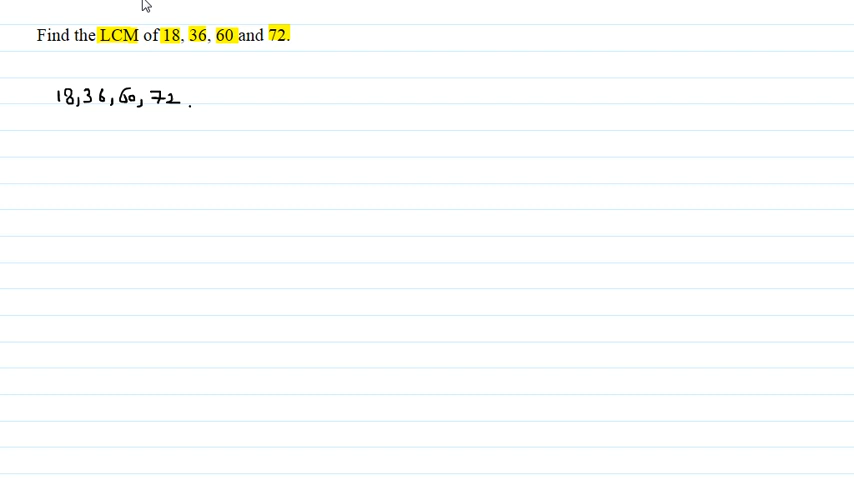 Find the LCM of 18, 36, 60 and 72.
18,36,60,72.